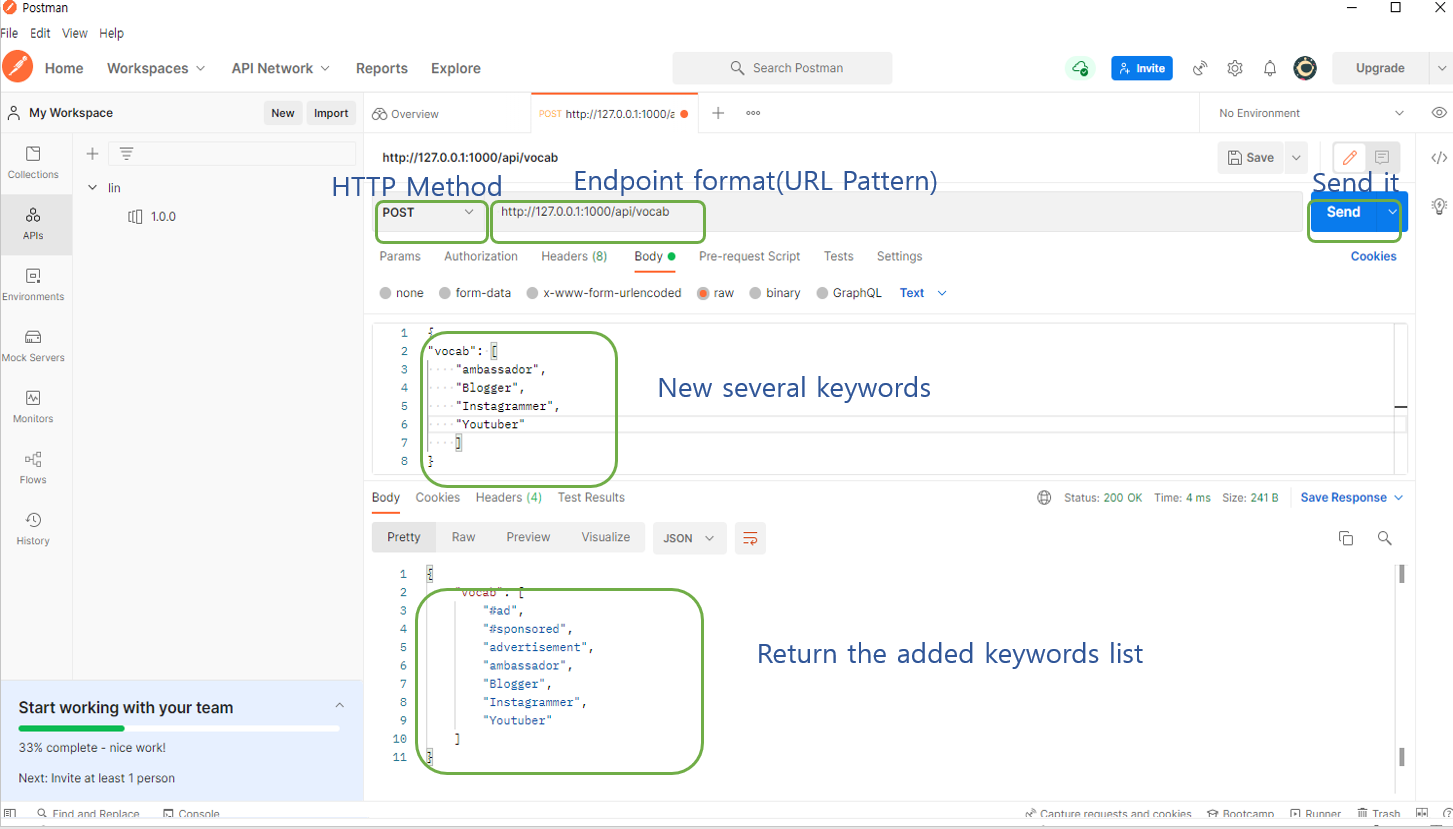 Postman
File Edit View Help
Home Workspaces API Network Reports Explore Search Postman Invite Upgrade
My Workspace New Import Overview POST http://127.0.0.1:1000/a No Environment
http://127.0.0.1:1000/api/vocab Save
Collections
lin
HTTP Method Endpoint format(URL Pattern) Send it
1.0.0
POST http://127.0.0.1:1000/api/vocab Send
APIs
Params Authorization Headers (8) Body Pre-request Script Tests Settings Cookies
Environments
none form-data x-www-form-urlencoded raw binary GraphQL Text
Mock Servers
Monitors
Flows
History
1 {
2 "vocab": [
3 "ambassador",
4 "Blogger",
5 "Instagrammer",
6 "Youtuber"
7 ]
8 }
New several keywords
Body Cookies Headers (4) Test Results Status: 200 OK Time: 4 ms Size: 241 B Save Response
Pretty Raw Preview Visualize JSON
1 {
2 "vocab": [
3 "#ad",
4 "#sponsored",
5 "advertisement",
6 "ambassador",
7 "Blogger",
8 "Instagrammer",
9 "Youtuber"
10 ]
11 }
Return the added keywords list
Start working with your team
33% complete - nice work!
Next: Invite at least 1 person
Find and Replace Console Capture requests and cookies Bootcamp Runner Trash